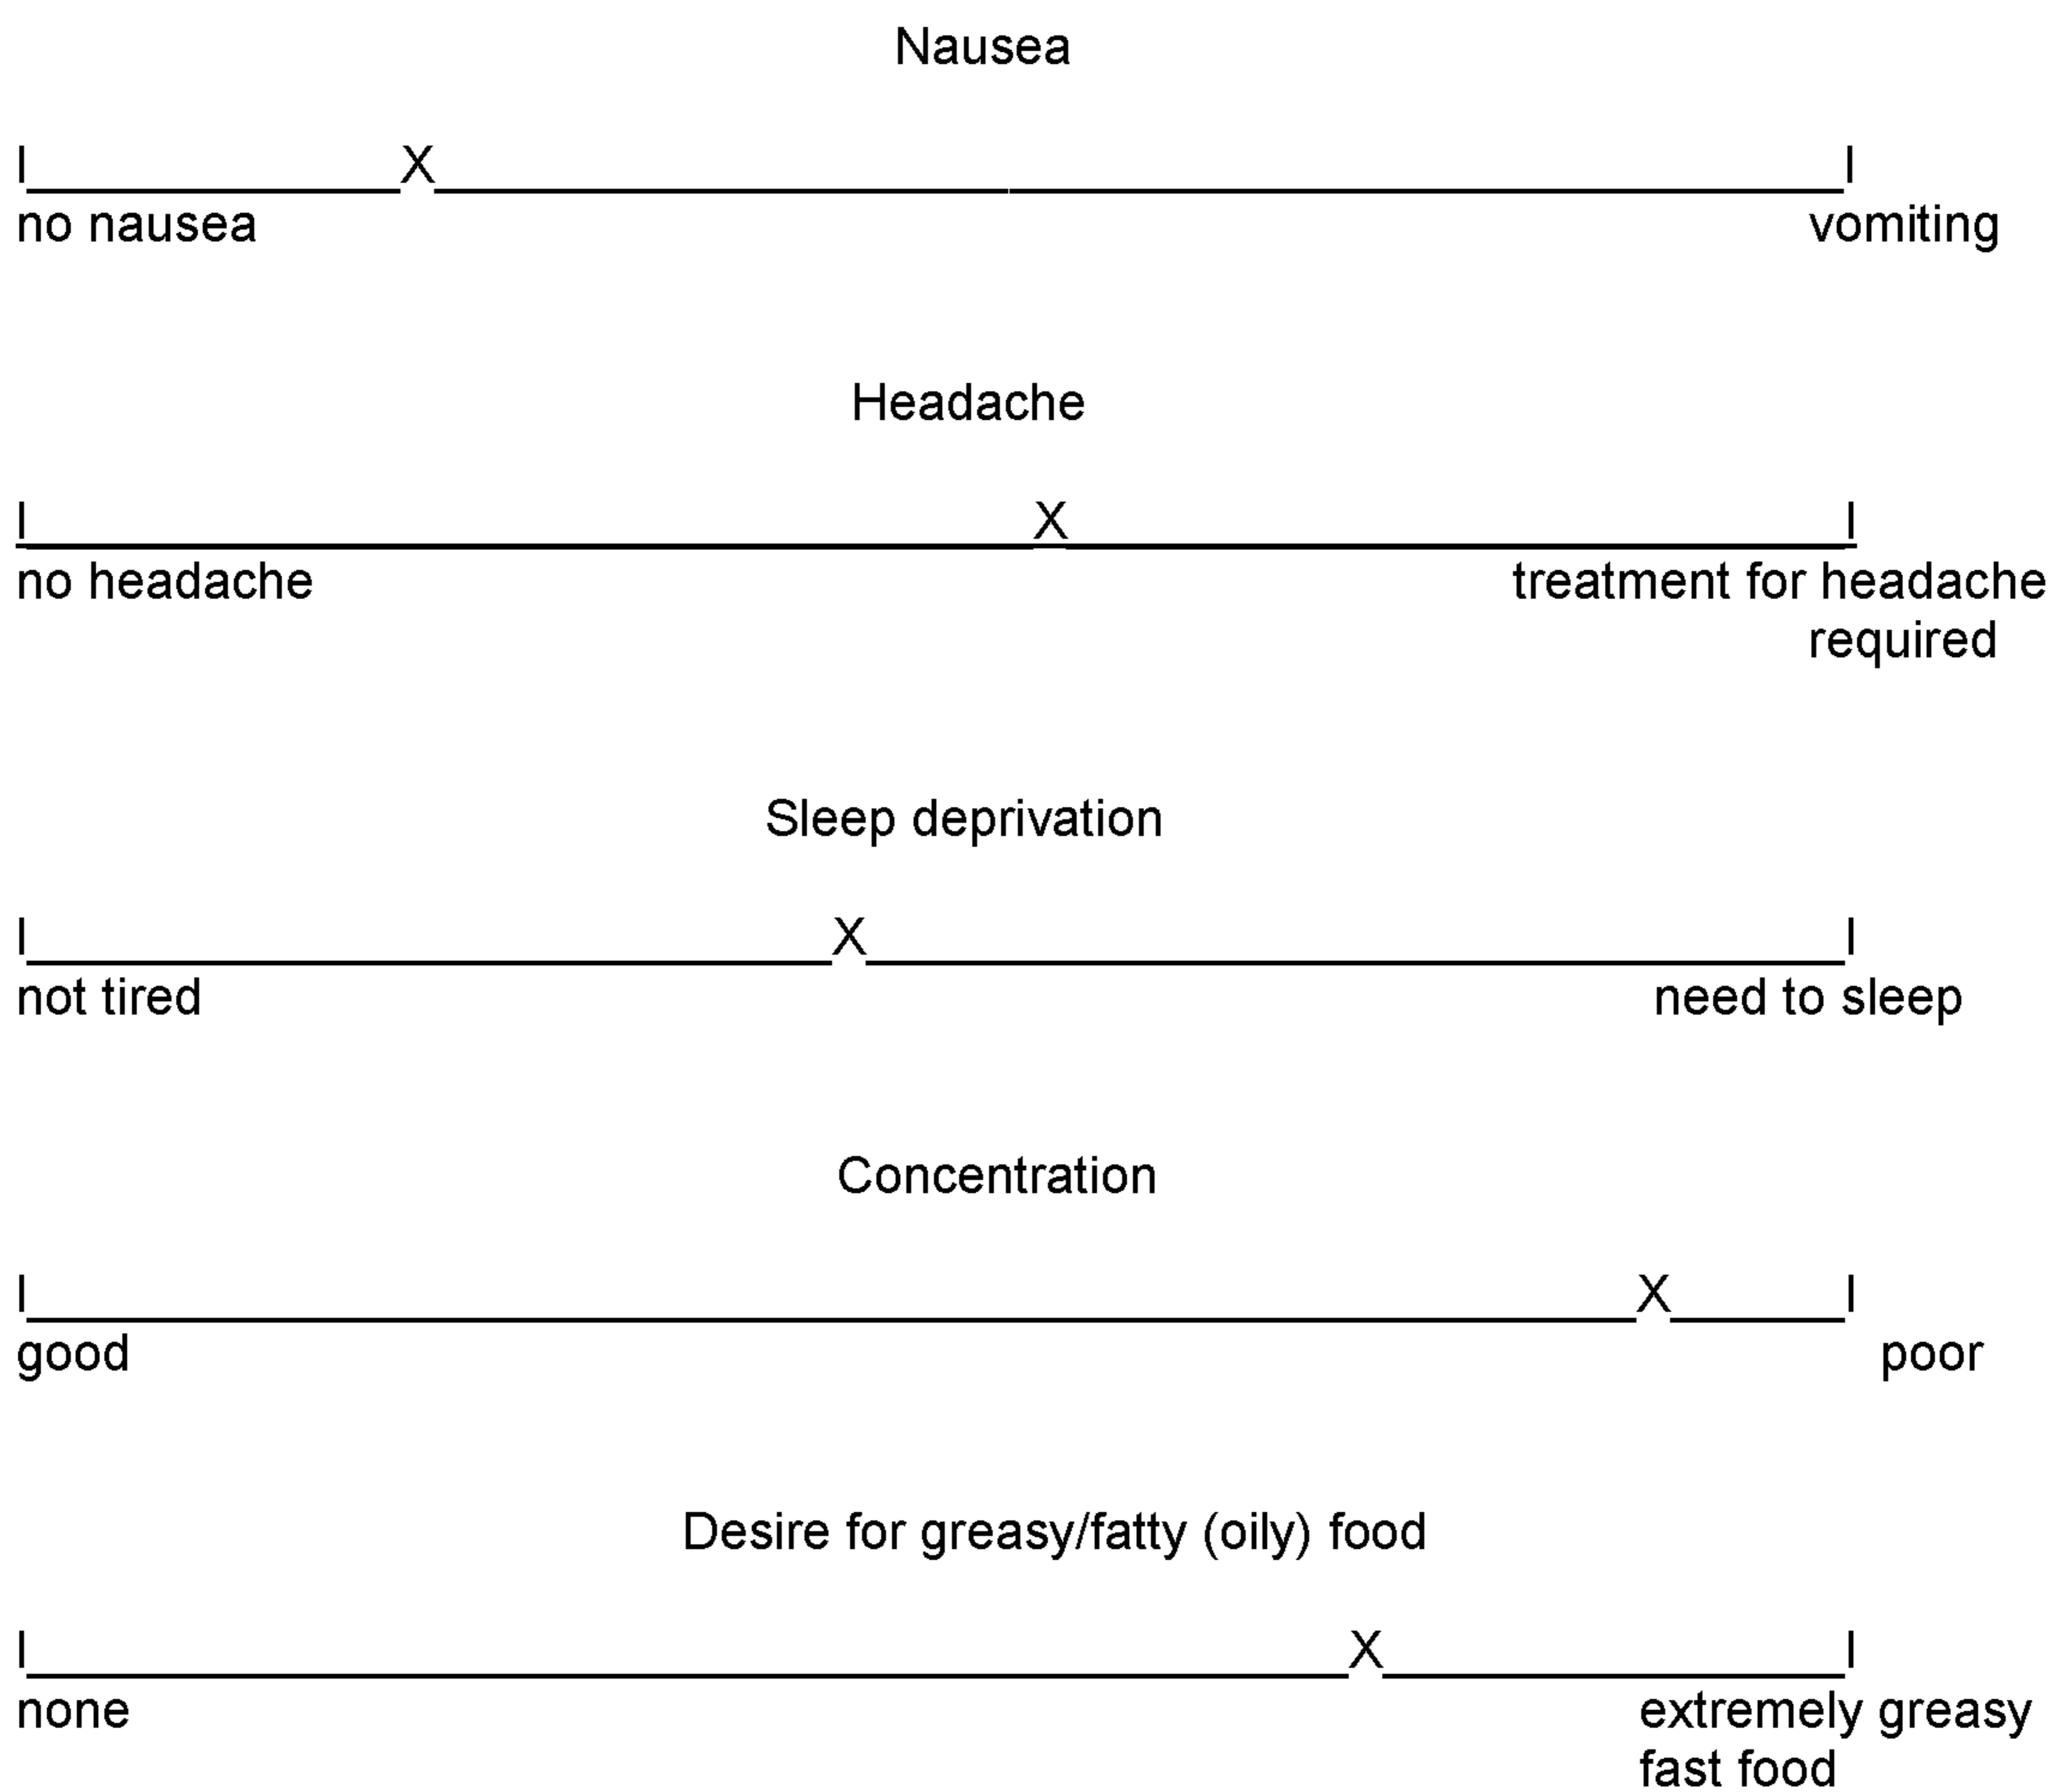 Nausea
I X I
no nausea vomiting
Headache
I X I
no headache treatment for headache
required
Sleep deprivation
I X I
not tired need to sleep
Concentration
I X I
good poor
Desire for greasy/fatty (oily) food
I X I
none extremely greasy
fast food